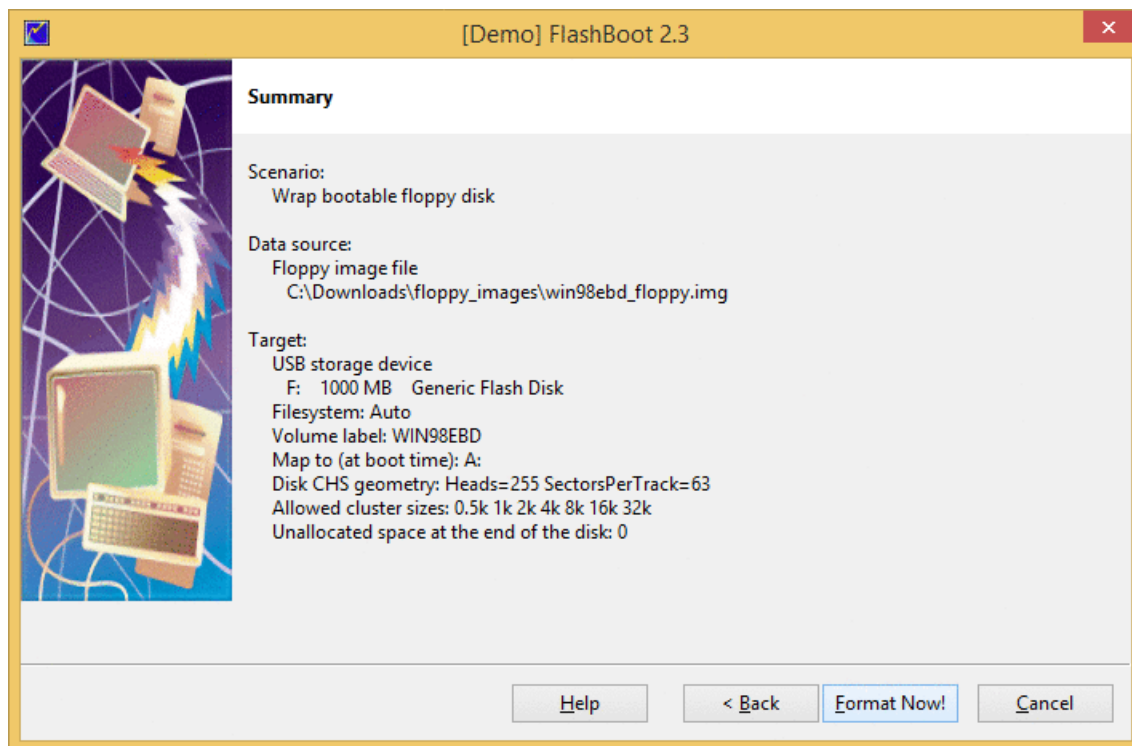 [Demo] FlashBoot 2.3
Summary
Scenario:
Wrap bootable floppy disk
Data source:
Floppy image file
C:\Downloads\floppy_images\win98ebd_floppy.img
Target:
USB storage device
F: 1000 MB Generic Flash Disk
Filesystem: Auto
Volume label: WIN98EBD
Map to (at boot time): A:
Disk CHS geometry: Heads=255 SectorsPerTrack=63
Allowed cluster sizes: 0.5k 1k 2k 4k 8k 16k 32k
Unallocated space at the end of the disk: 0
Help < Back Format Now! Cancel